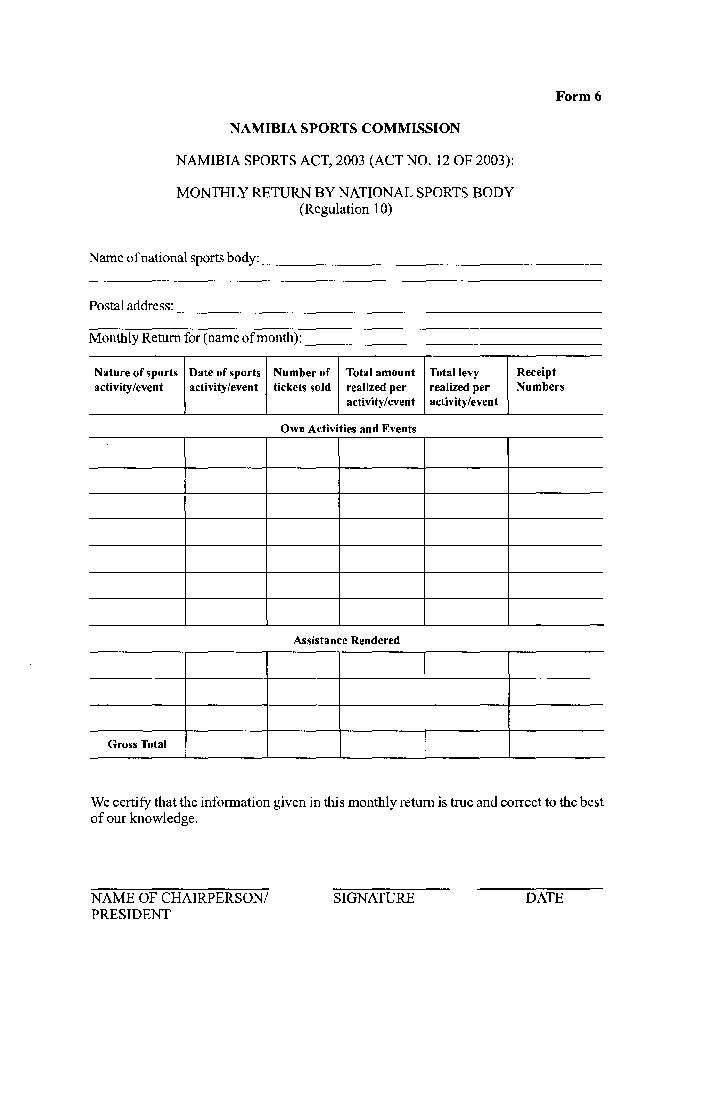 Form 6
NAMIBIA SPORTS COMMISSION
NAMIBIA SPORTS ACT, 2003 (ACT NO. 12 OF 2003):
MONTHLY RETURN BY NATIONAL SPORTS BODY
(Regulation 10)
Name of national sports body:
Postal address:
Monthly Return for (name of month):
Nature of sports activity/event
Date of sports activity/event
Number of tickets sold
Total amount realized per activity/event
Total levy realized per activity/event
Receipt Numbers
Own Activities and Events
Assistance Rendered
Gross Total
We certify that the information given in this monthly return is true and correct to the best
of our knowledge.
NAME OF CHAIRPERSON/
PRESIDENT
SIGNATURE
DATE